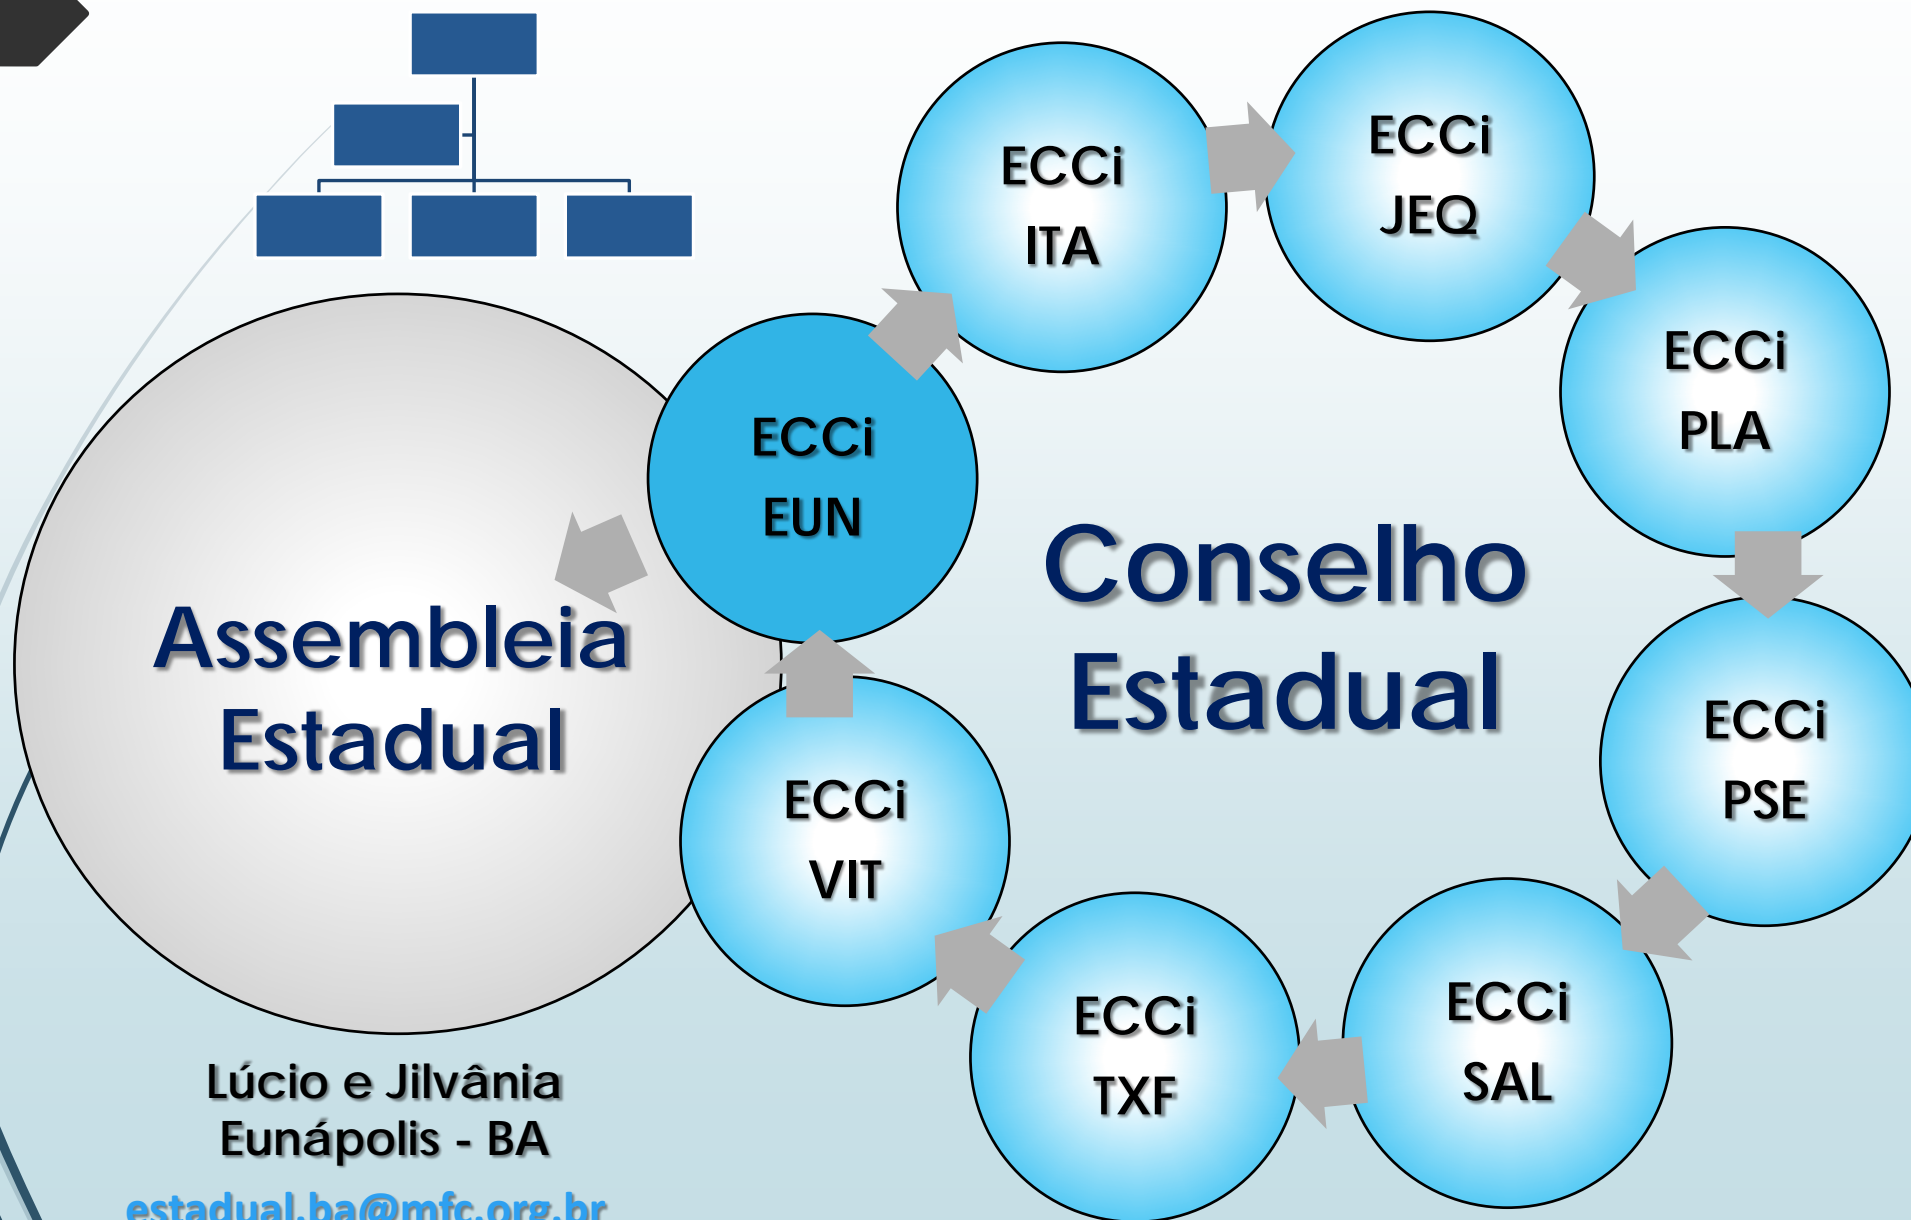 ECCi
ITA
ECCi
JEQ
ECCi
PLA
ECCi
EUN
Conselho
Estadual
Assembleia
Estadual
ECCi
PSE
ECCi
VIT
ECCi
SAL
ECCi
TXF
Lúcio e Jilvânia
Eunápolis - BA
estadual.ba@mfc.org.br